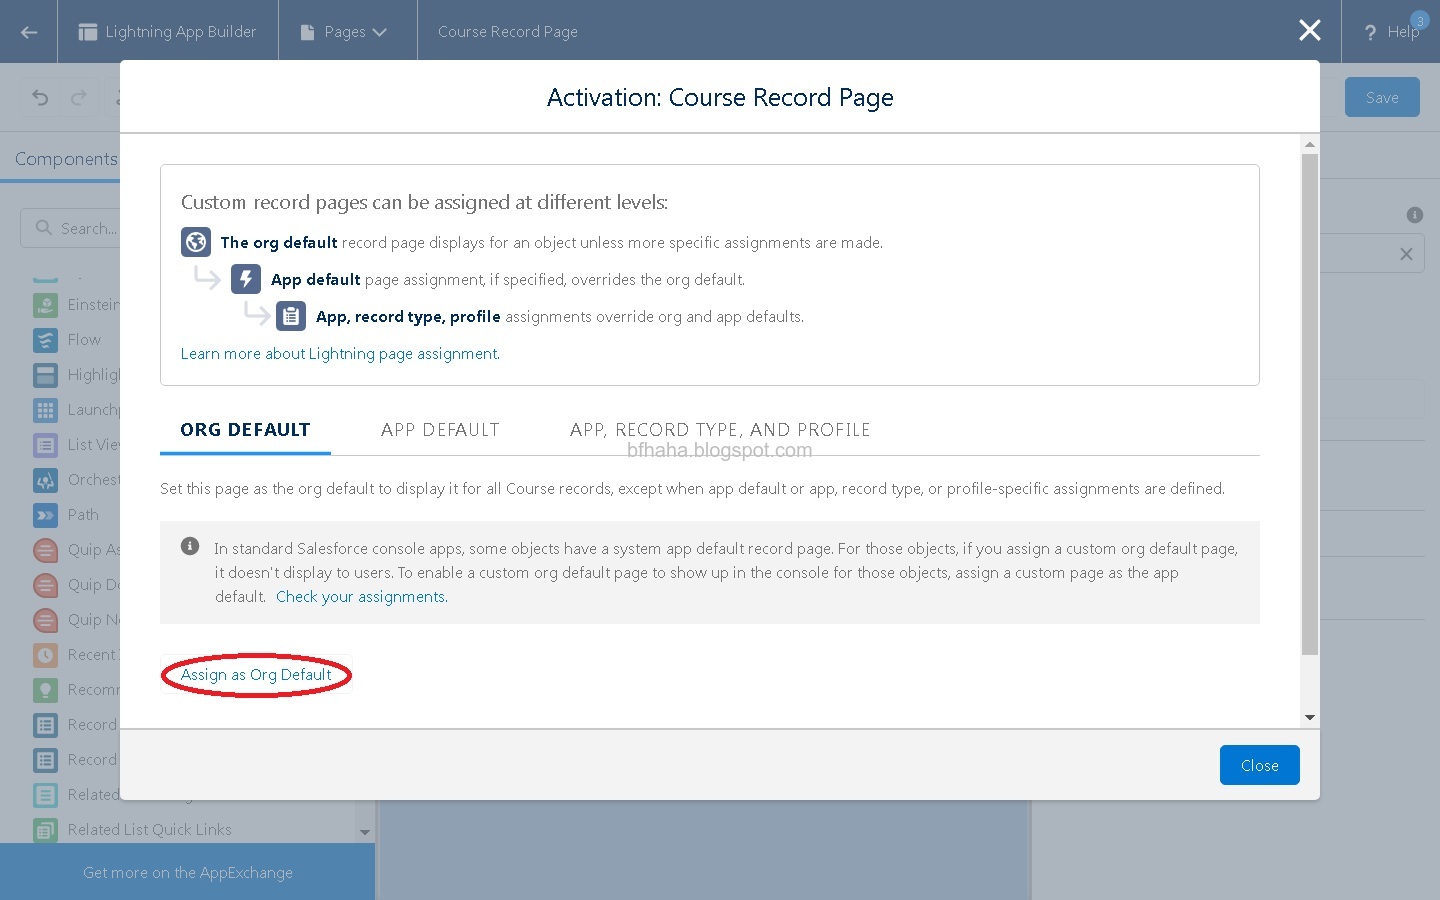 Lightning App Builder
Pages
Course Record Page
Help
3
Activation: Course Record Page
Save
Components
Search...
Custom record pages can be assigned at different levels:
The org default record page displays for an object unless more specific assignments are made.
App default page assignment, if specified, overrides the org default.
App, record type, profile assignments override org and app defaults.
Learn more about Lightning page assignment.
ORG DEFAULT
APP DEFAULT
APP, RECORD TYPE, AND PROFILE
bfhaha.blogspot.com
Set this page as the org default to display it for all Course records, except when app default or app, record type, or profile-specific assignments are defined.
In standard Salesforce console apps, some objects have a system app default record page. For those objects, if you assign a custom org default page,
it doesn't display to users. To enable a custom org default page to show up in the console for those objects, assign a custom page as the app
default. Check your assignments.
Assign as Org Default
Close
Einstein
Flow
Highlig
Launchp
List Vie
Orchest
Path
Quip As
Quip Do
Quip N
Recent
Recomm
Record
Record
Related
Related List Quick Links
Get more on the AppExchange